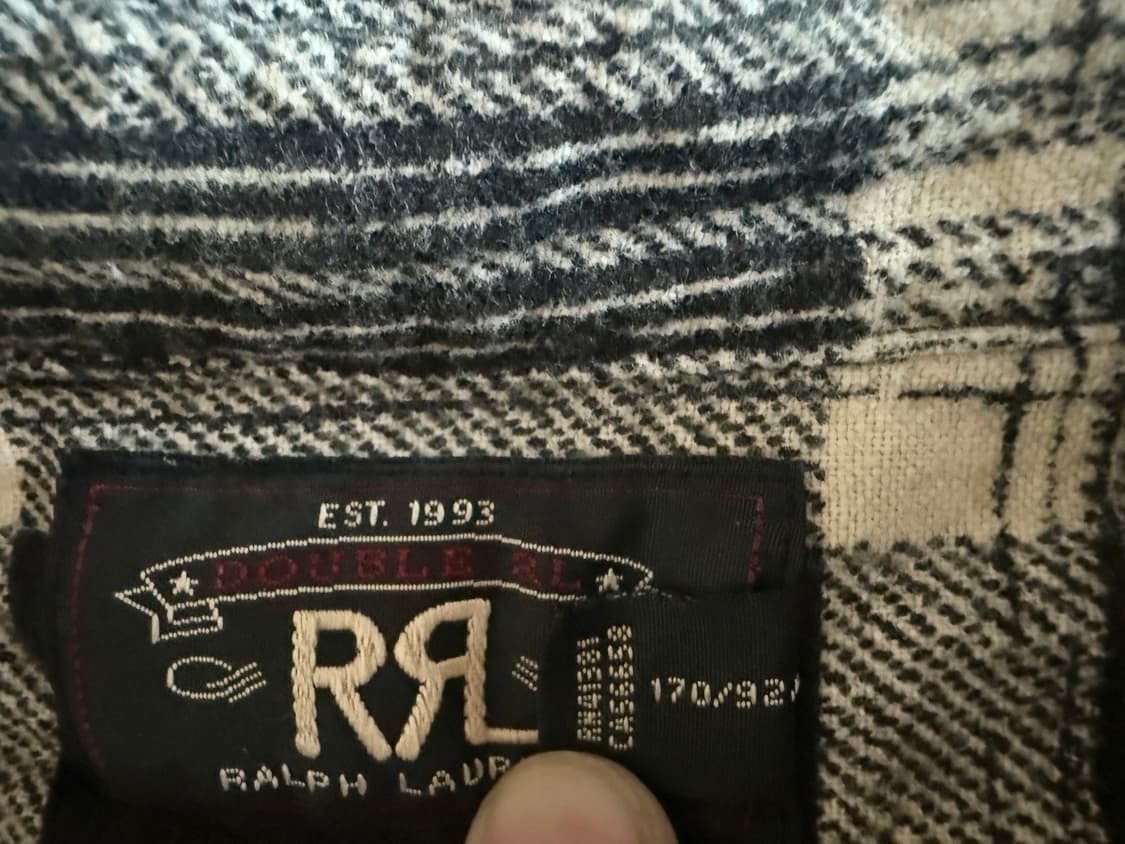 EST. 1993
DOUBLE RL
RRL
RALPH
170/92